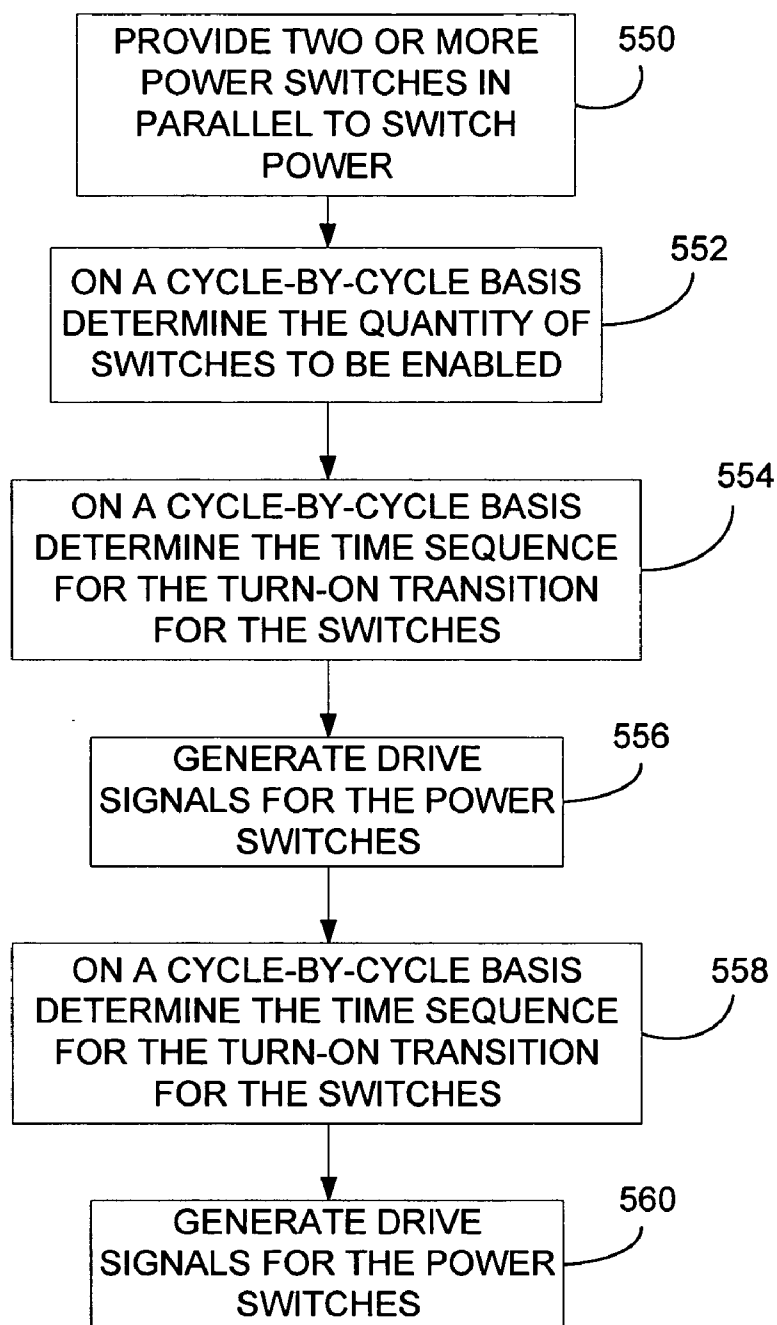 PROVIDE TWO OR MORE
POWER SWITCHES IN
PARALLEL TO SWITCH
POWER
550
ON A CYCLE-BY-CYCLE BASIS
DETERMINE THE QUANTITY OF
SWITCHES TO BE ENABLED
552
ON A CYCLE-BY-CYCLE BASIS
DETERMINE THE TIME SEQUENCE
FOR THE TURN-ON TRANSITION
FOR THE SWITCHES
554
GENERATE DRIVE
SIGNALS FOR THE POWER
SWITCHES
556
ON A CYCLE-BY-CYCLE BASIS
DETERMINE THE TIME SEQUENCE
FOR THE TURN-ON TRANSITION
FOR THE SWITCHES
558
GENERATE DRIVE
SIGNALS FOR THE POWER
SWITCHES
560